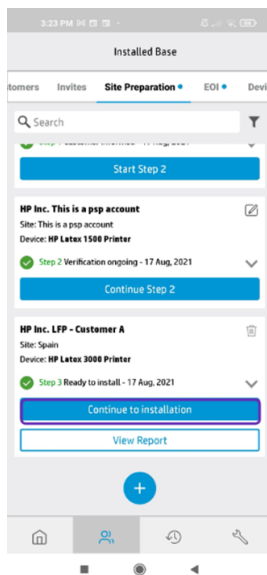 3:23 PM
Installed Base
tomers Invites Site Preparation EOI Devi
Search
Start Step 2
HP Inc. This is a psp account
Site: This is a psp account
Device: HP Latex 1500 Printer
Step 2 Verification ongoing - 17 Aug, 2021
Continue Step 2
HP Inc. LFP - Customer A
Site: Spain
Device: HP Latex 3000 Printer
Step 3 Ready to install - 17 Aug, 2021
Continue to installation
View Report